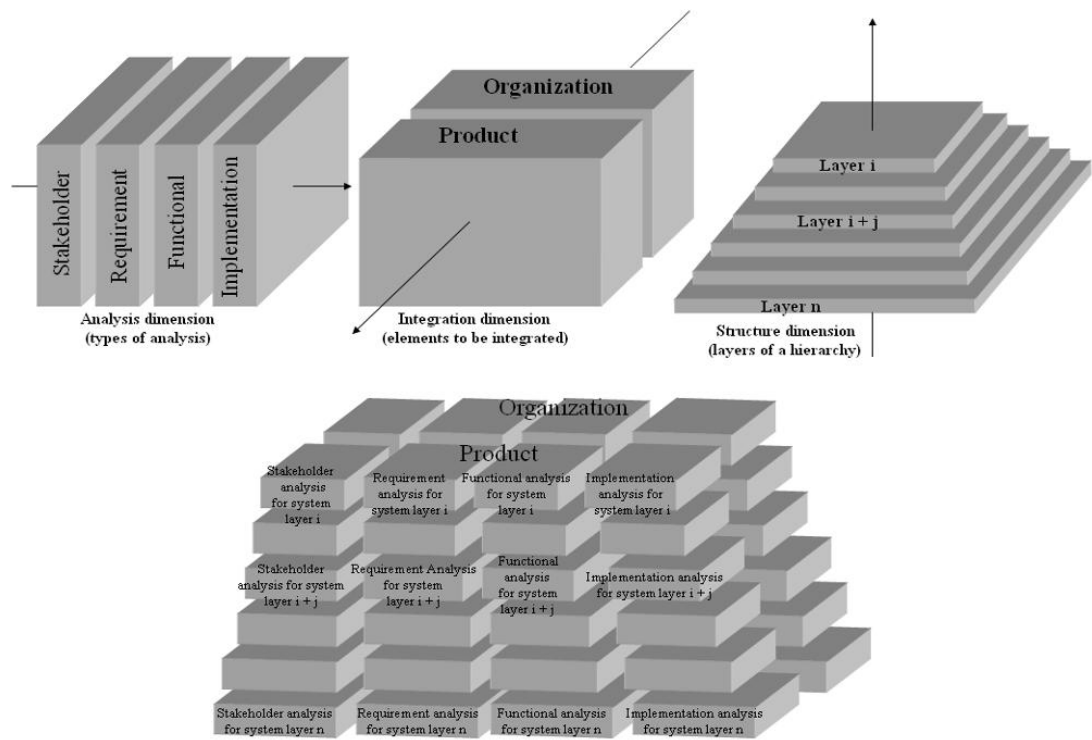 Stakeholder
Requirement
Functional
Implementation
Analysis dimension
(types of analysis)
Organization
Product
Integration dimension
(elements to be integrated)
Layer i
Layer i + j
Layer n
Structure dimension
(layers of a hierarchy)
Organization
Product
Stakeholder
analysis
for system
layer i
Requirement
analysis for
system layer i
Functional analysis
for system
layer i
Implementation
analysis for
system layer i
Stakeholder
analysis for system
layer i + j
Requirement Analysis
for system
layer i + j
Functional
analysis
for system
layer i + j
Implementation analysis
for system layer i + j
Stakeholder analysis
for system layer n
Requirement analysis
for system layer n
Functional analysis
for system layer n
Implementation analysis
for system layer n